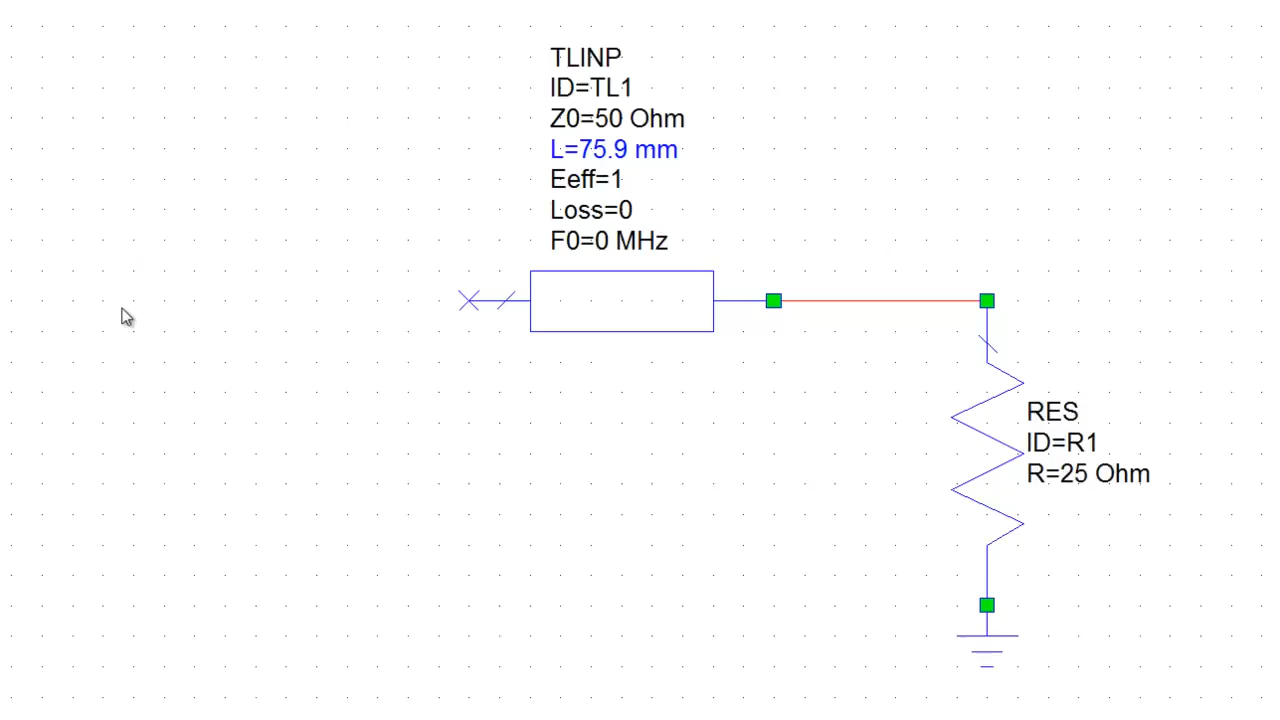 TLINP
ID=TL1
Z0=50 Ohm
L=75.9 mm
Eeff=1
Loss=0
F0=0 MHz
RES
ID=R1
R=25 Ohm